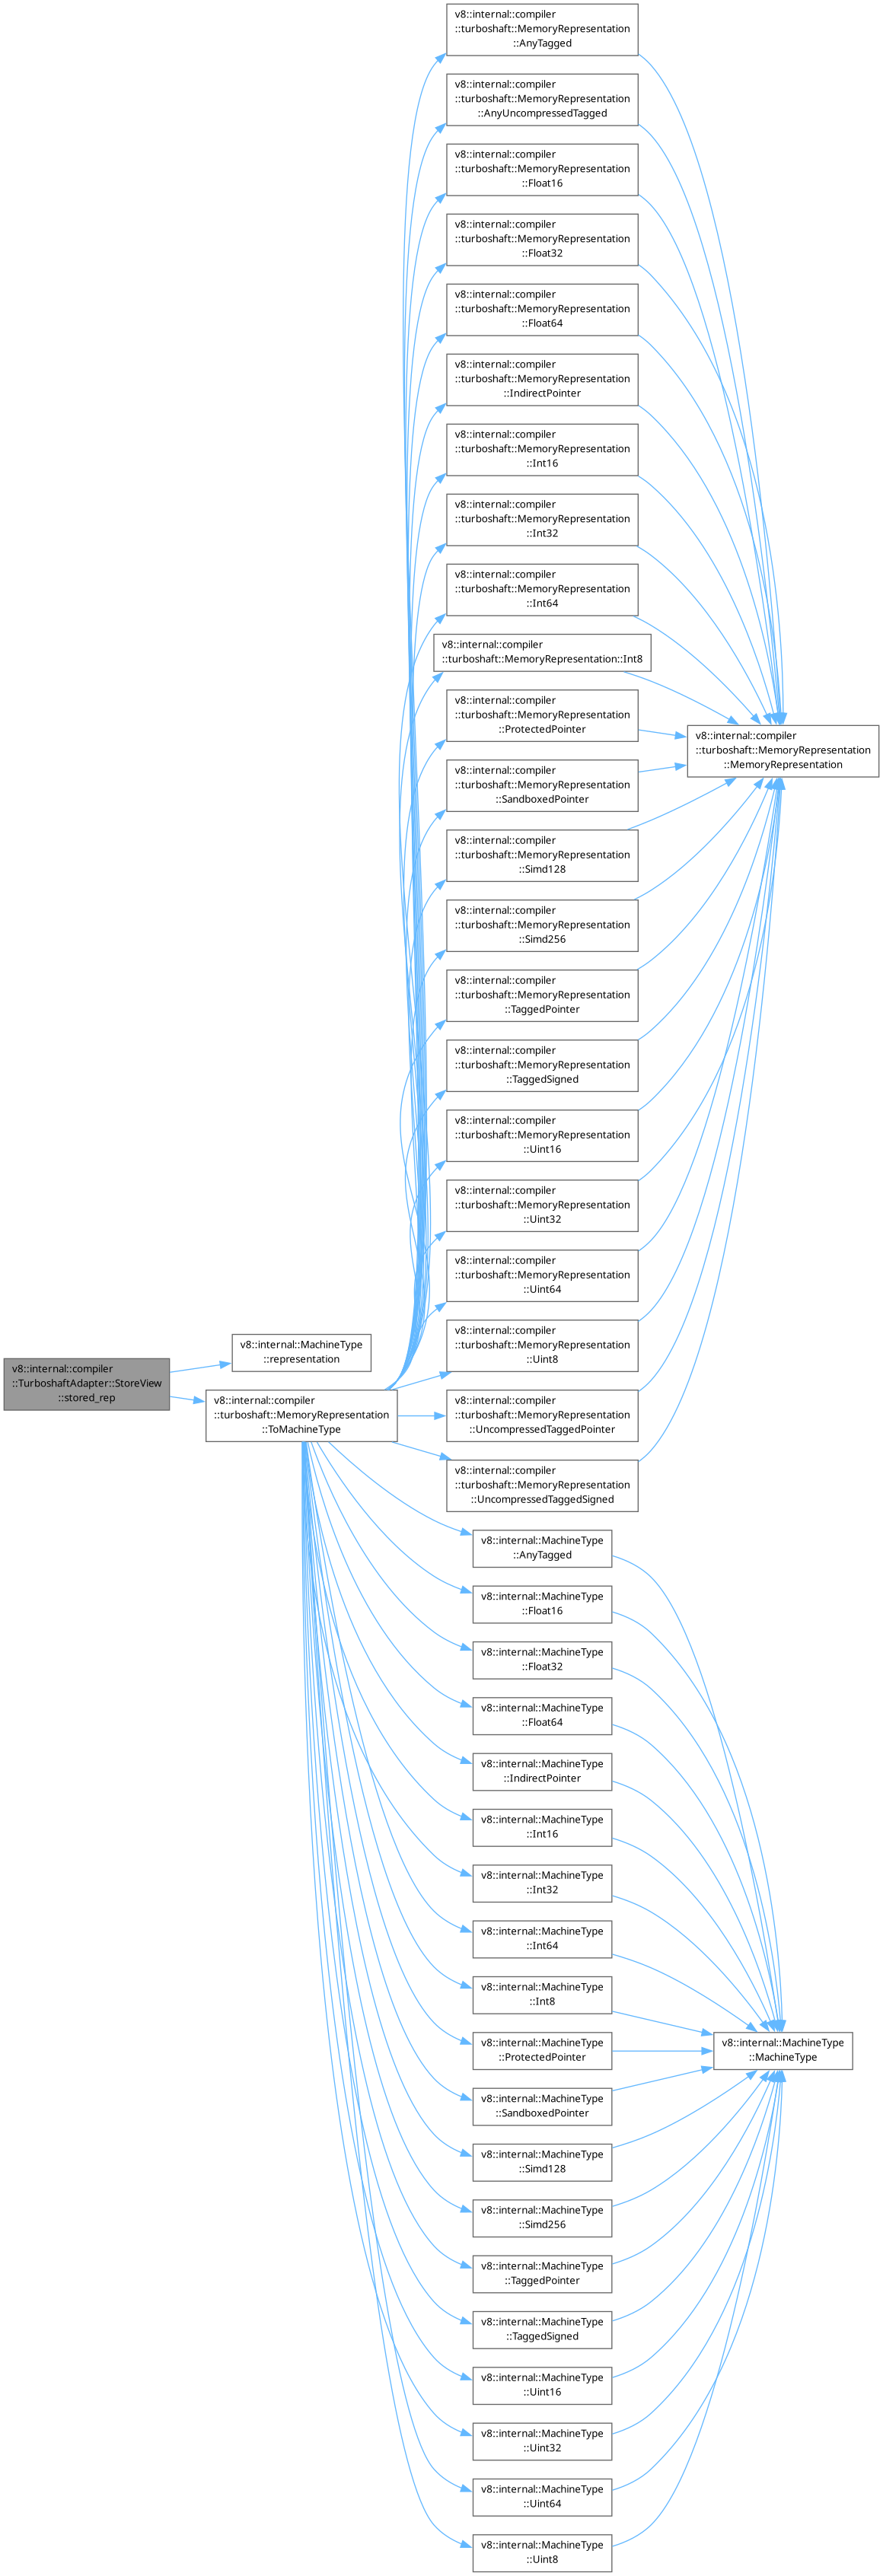 v8::internal::compiler
::turboshaft::MemoryRepresentation
::AnyTagged
v8::internal::compiler
::turboshaft::MemoryRepresentation
::AnyUncompressedTagged
v8::internal::compiler
::turboshaft::MemoryRepresentation
::Float16
v8::internal::compiler
::turboshaft::MemoryRepresentation
::Float32
v8::internal::compiler
::turboshaft::MemoryRepresentation
::Float64
v8::internal::compiler
::turboshaft::MemoryRepresentation
::IndirectPointer
v8::internal::compiler
::turboshaft::MemoryRepresentation
::Int16
v8::internal::compiler
::turboshaft::MemoryRepresentation
::Int32
v8::internal::compiler
::turboshaft::MemoryRepresentation
::Int64
v8::internal::compiler
::turboshaft::MemoryRepresentation::Int8
v8::internal::compiler
::turboshaft::MemoryRepresentation
::ProtectedPointer
v8::internal::compiler
::turboshaft::MemoryRepresentation
::MemoryRepresentation
v8::internal::compiler
::turboshaft::MemoryRepresentation
::SandboxedPointer
v8::internal::compiler
::turboshaft::MemoryRepresentation
::Simd128
v8::internal::compiler
::turboshaft::MemoryRepresentation
::Simd256
v8::internal::compiler
::turboshaft::MemoryRepresentation
::TaggedPointer
v8::internal::compiler
::turboshaft::MemoryRepresentation
::TaggedSigned
v8::internal::compiler
::turboshaft::MemoryRepresentation
::Uint16
v8::internal::compiler
::turboshaft::MemoryRepresentation
::Uint32
v8::internal::compiler
::turboshaft::MemoryRepresentation
::Uint64
v8::internal::compiler
::turboshaft::MemoryRepresentation
::Uint8
v8::internal::MachineType
::representation
v8::internal::compiler
::TurboshaftAdapter::StoreView
::stored_rep
v8::internal::compiler
::turboshaft::MemoryRepresentation
::ToMachineType
v8::internal::compiler
::turboshaft::MemoryRepresentation
::UncompressedTaggedPointer
v8::internal::compiler
::turboshaft::MemoryRepresentation
::UncompressedTaggedSigned
v8::internal::MachineType
::AnyTagged
v8::internal::MachineType
::Float16
v8::internal::MachineType
::Float32
v8::internal::MachineType
::Float64
v8::internal::MachineType
::IndirectPointer
v8::internal::MachineType
::Int16
v8::internal::MachineType
::Int32
v8::internal::MachineType
::Int64
v8::internal::MachineType
::Int8
v8::internal::MachineType
::ProtectedPointer
v8::internal::MachineType
::MachineType
v8::internal::MachineType
::SandboxedPointer
v8::internal::MachineType
::Simd128
v8::internal::MachineType
::Simd256
v8::internal::MachineType
::TaggedPointer
v8::internal::MachineType
::TaggedSigned
v8::internal::MachineType
::Uint16
v8::internal::MachineType
::Uint32
v8::internal::MachineType
::Uint64
v8::internal::MachineType
::Uint8